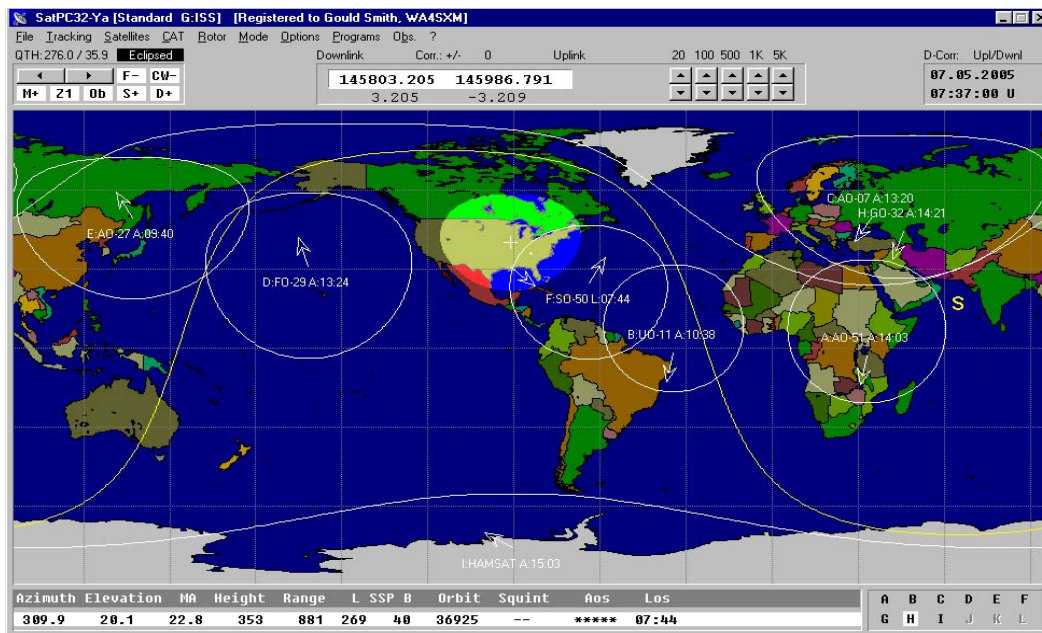 SatPC32-Ya [Standard G:ISS] [Registered to Gould Smith, WA4SXM]
File Tracking Satellites CAT Rotor Mode Options Programs Obs. ?
QTH: 276.0 / 35.9 Eclipsed Downlink Corr.: +/- 0 Uplink 20 100 500 1K 5K D-Corr: Upl/Dwnl
F- CW-
145803.205 145986.791
07.05.2005
M+ Z1 Ob S+ D+
3.205 -3.209
07:37:00 U
C:AO-07 A:13:20
H:GO-32 A:14:21
E:AO-27 A:09:40
D:FO-29 A:13:24
F:SO-50 L:07:44
S
B:UO-11 A:10:38
A:AO-51 A:14:03
I:HAMSAT A:15:03
Azimuth Elevation MA Height Range L SSP B Orbit Squint Aos Los
309.9 20.1 22.8 353 881 269 40 36925 -- ***** 07:44
A B C D E F
G H I J K L